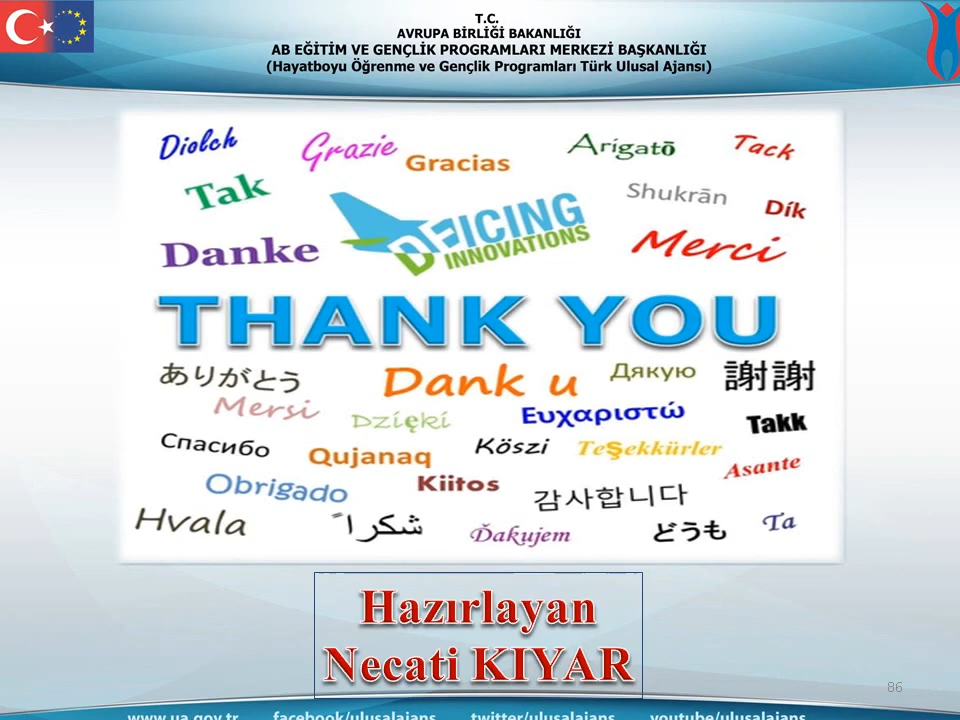 T.C.
AVRUPA BİRLİĞİ BAKANLIĞI
AB EĞİTİM VE GENÇLİK PROGRAMLARI MERKEZİ BAŞKANLIĞI
(Hayatboyu Öğrenme ve Gençlik Programları Türk Ulusal Ajansı)
Diolch Grazie Gracias Arigatō Tack
Tak Shukrān Dík
DEICING
INNOVATIONS
Danke Merci
THANK YOU
ありがとう Dank u Дякую 謝謝
Mersi Dzięki Ευχαριστώ Takk
Спасибо Qujanaq Köszi Teşekkürler Asante
Obrigado Kiitos 감사합니다
Hvala شكراً Ďakujem どうも Ta
Hazırlayan
Necati KIYAR
86
www.ua.gov.tr facebook/ulusalajans twitter/ulusalajans youtube/ulusalajans